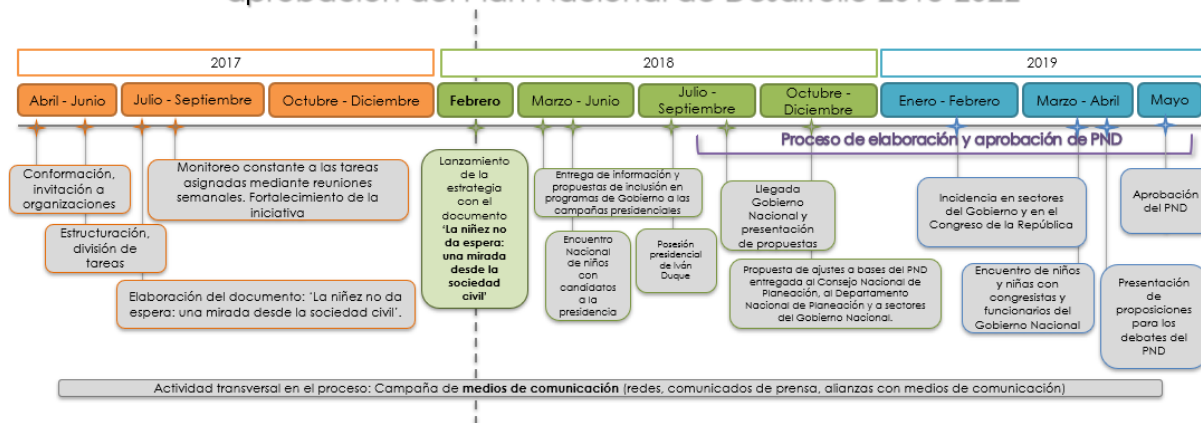 aprobación del Plan Nacional de Desarrollo 2018-2022
2017
2018
2019
Abril - Junio
Julio - Septiembre
Octubre - Diciembre
Febrero
Marzo - Junio
Julio -
Septiembre
Octubre -
Diciembre
Enero - Febrero
Marzo - Abril
Mayo
Proceso de elaboración y aprobación de PND
Conformación,
invitación a
organizaciones
Estructuración,
división de
tareas
Monitoreo constante a las tareas
asignadas mediante reuniones
semanales. Fortalecimiento de la
iniciativa
Elaboración del documento: ‘La niñez no da
espera: una mirada desde la sociedad civil’.
Lanzamiento
de la
estrategia
con el
documento
‘La niñez no
da espera:
una mirada
desde la
sociedad
civil’
Entrega de información y
propuestas de inclusión en
programas de Gobierno a las
campañas presidenciales
Encuentro
Nacional
de niños
con
candidatos
a la
presidencia
Posesión
presidencial
de Iván
Duque
Llegada
Gobierno
Nacional y
presentación
de propuestas
Propuesta de ajustes a bases del PND
entregada al Consejo Nacional de
Planeación, al Departamento
Nacional de Planeación y a sectores
del Gobierno Nacional.
Incidencia en sectores
del Gobierno y en el
Congreso de la República
Encuentro de niños
y niñas con
congresistas y
funcionarios del
Gobierno Nacional
Aprobación
del PND
Presentación
de
proposiciones
para los
debates del
PND
Actividad transversal en el proceso: Campaña de medios de comunicación (redes, comunicados de prensa, alianzas con medios de comunicación)